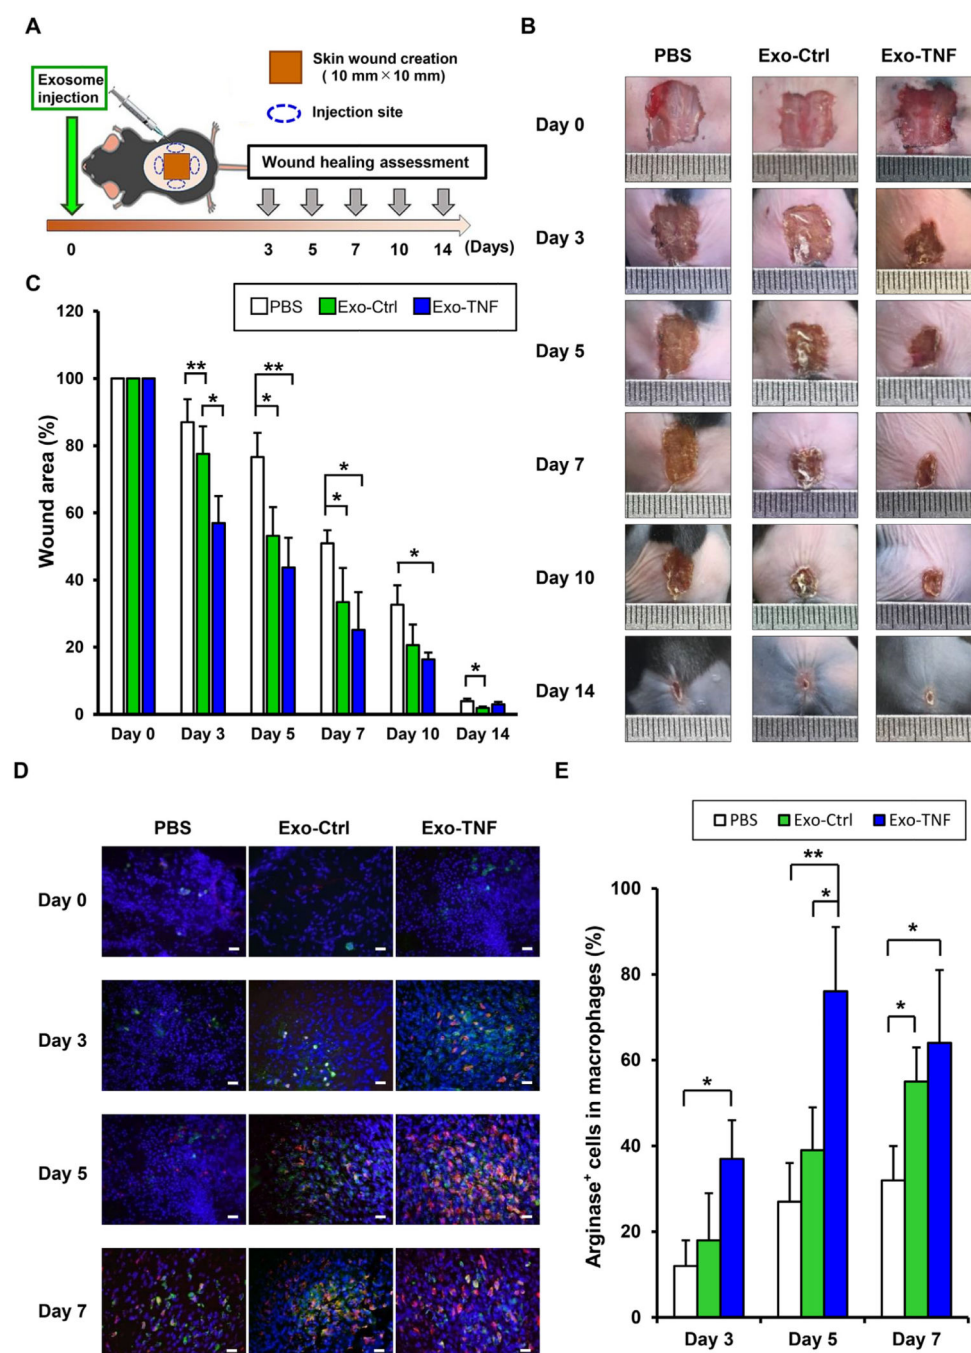 A
Exosome
injection
Skin wound creation
( 10 mm×10 mm)
Injection site
Wound healing assessment
0 3 5 7 10 14 (Days)
B
PBS Exo-Ctrl Exo-TNF
Day 0
Day 3
Day 5
Day 7
Day 10
Day 14
C
PBS Exo-Ctrl Exo-TNF
Wound area (%)
120
100
80
60
40
20
0
** *
** *
* *
*
*
Day 0 Day 3 Day 5 Day 7 Day 10 Day 14
D
PBS Exo-Ctrl Exo-TNF
Day 0
Day 3
Day 5
Day 7
E
PBS Exo-Ctrl Exo-TNF
Arginase+ cells in macrophages (%)
100
80
60
40
20
0
*
** *
* *
Day 3 Day 5 Day 7